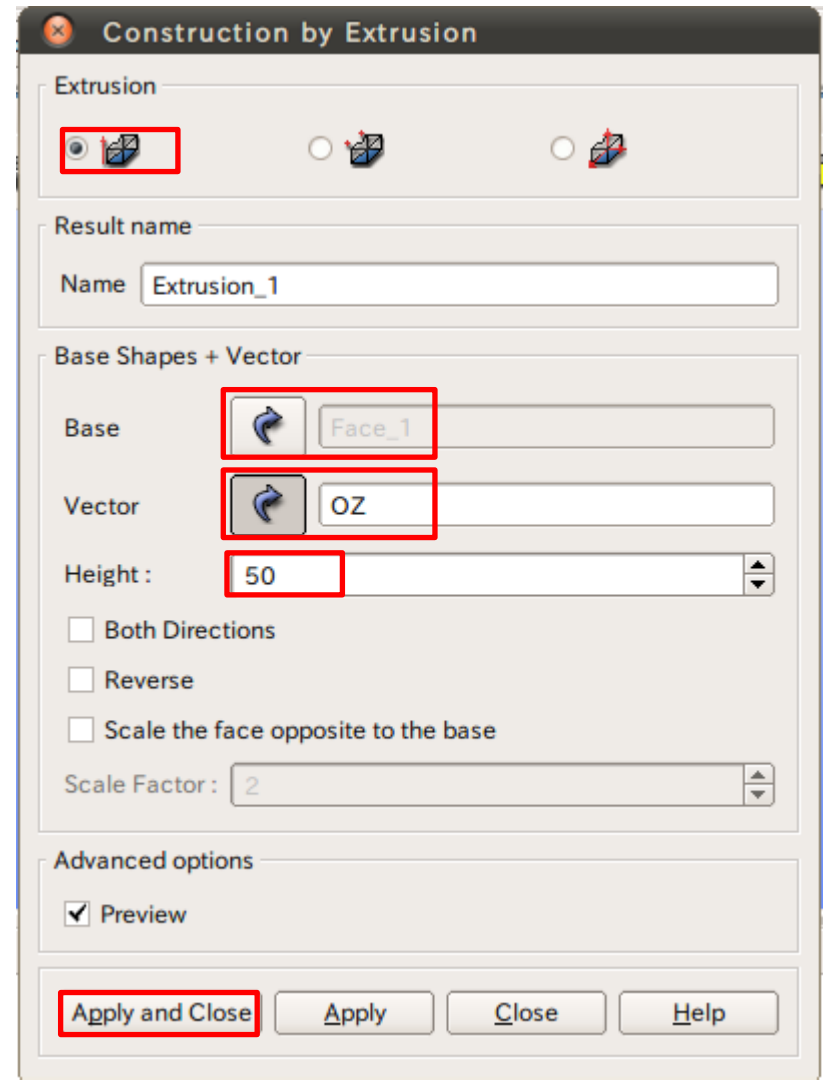 Construction by Extrusion
Extrusion
Result name
Name Extrusion_1
Base Shapes + Vector
Base Face_1
Vector OZ
Height : 50
Both Directions
Reverse
Scale the face opposite to the base
Scale Factor : 2
Advanced options
Preview
Apply and Close Apply Close Help